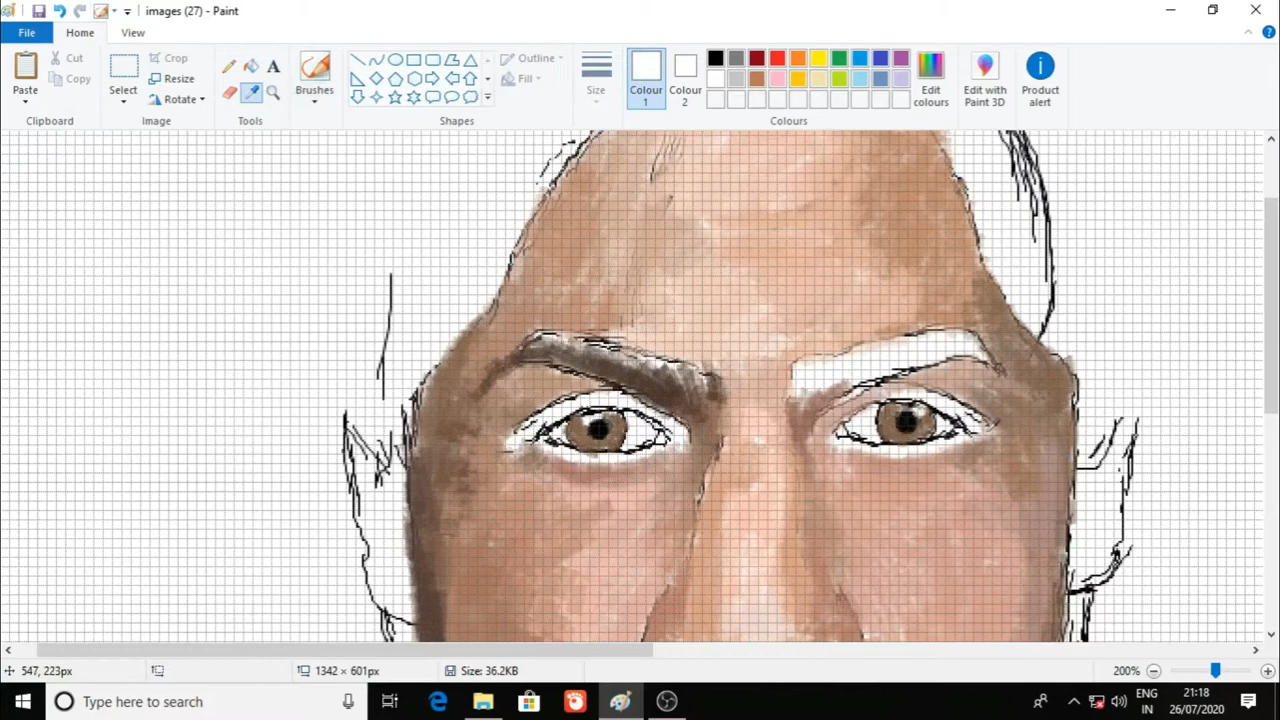 images (27) - Paint
File
Home
View
Paste
Cut
Copy
Clipboard
Select
Crop
Resize
Rotate
Image
A
Tools
Brushes
Outline
Fill
Shapes
Size
Colour
1
Colour
2
Edit
colours
Colours
Edit with
Paint 3D
Product
alert
547, 223px
1342 × 601px
Size: 36.2KB
200%
Type here to search
ENG
IN
21:18
26/07/2020